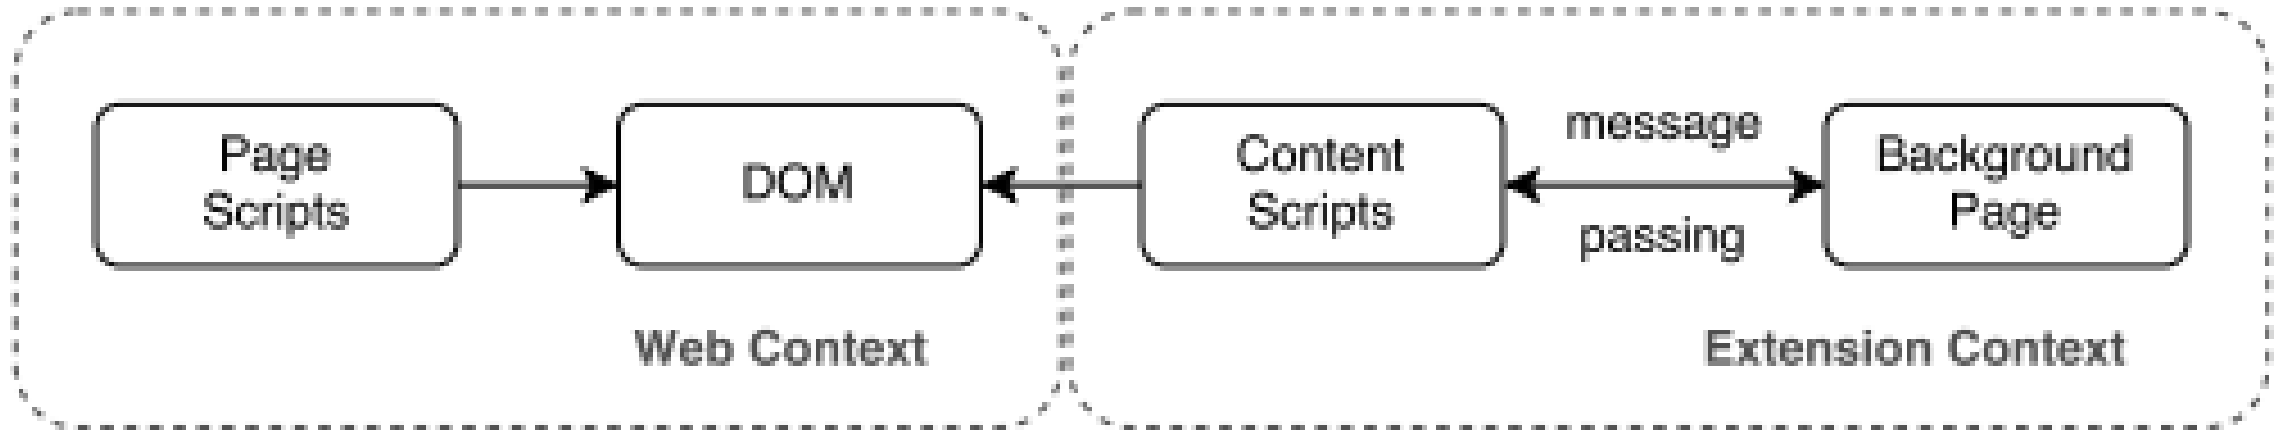 Page
Scripts
DOM
Content
Scripts
message
passing
Background
Page
Web Context
Extension Context